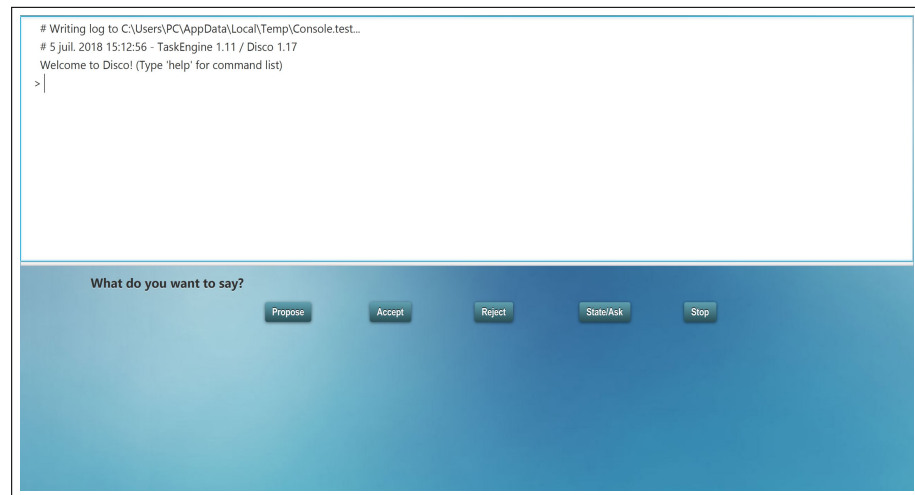 # Writing log to C:\Users\PC\AppData\Local\Temp\Console.test...
# 5 juil. 2018 15:12:56 - TaskEngine 1.11 / Disco 1.17
Welcome to Disco! (Type 'help' for command list)
>
What do you want to say?
Propose Accept Reject State/Ask Stop